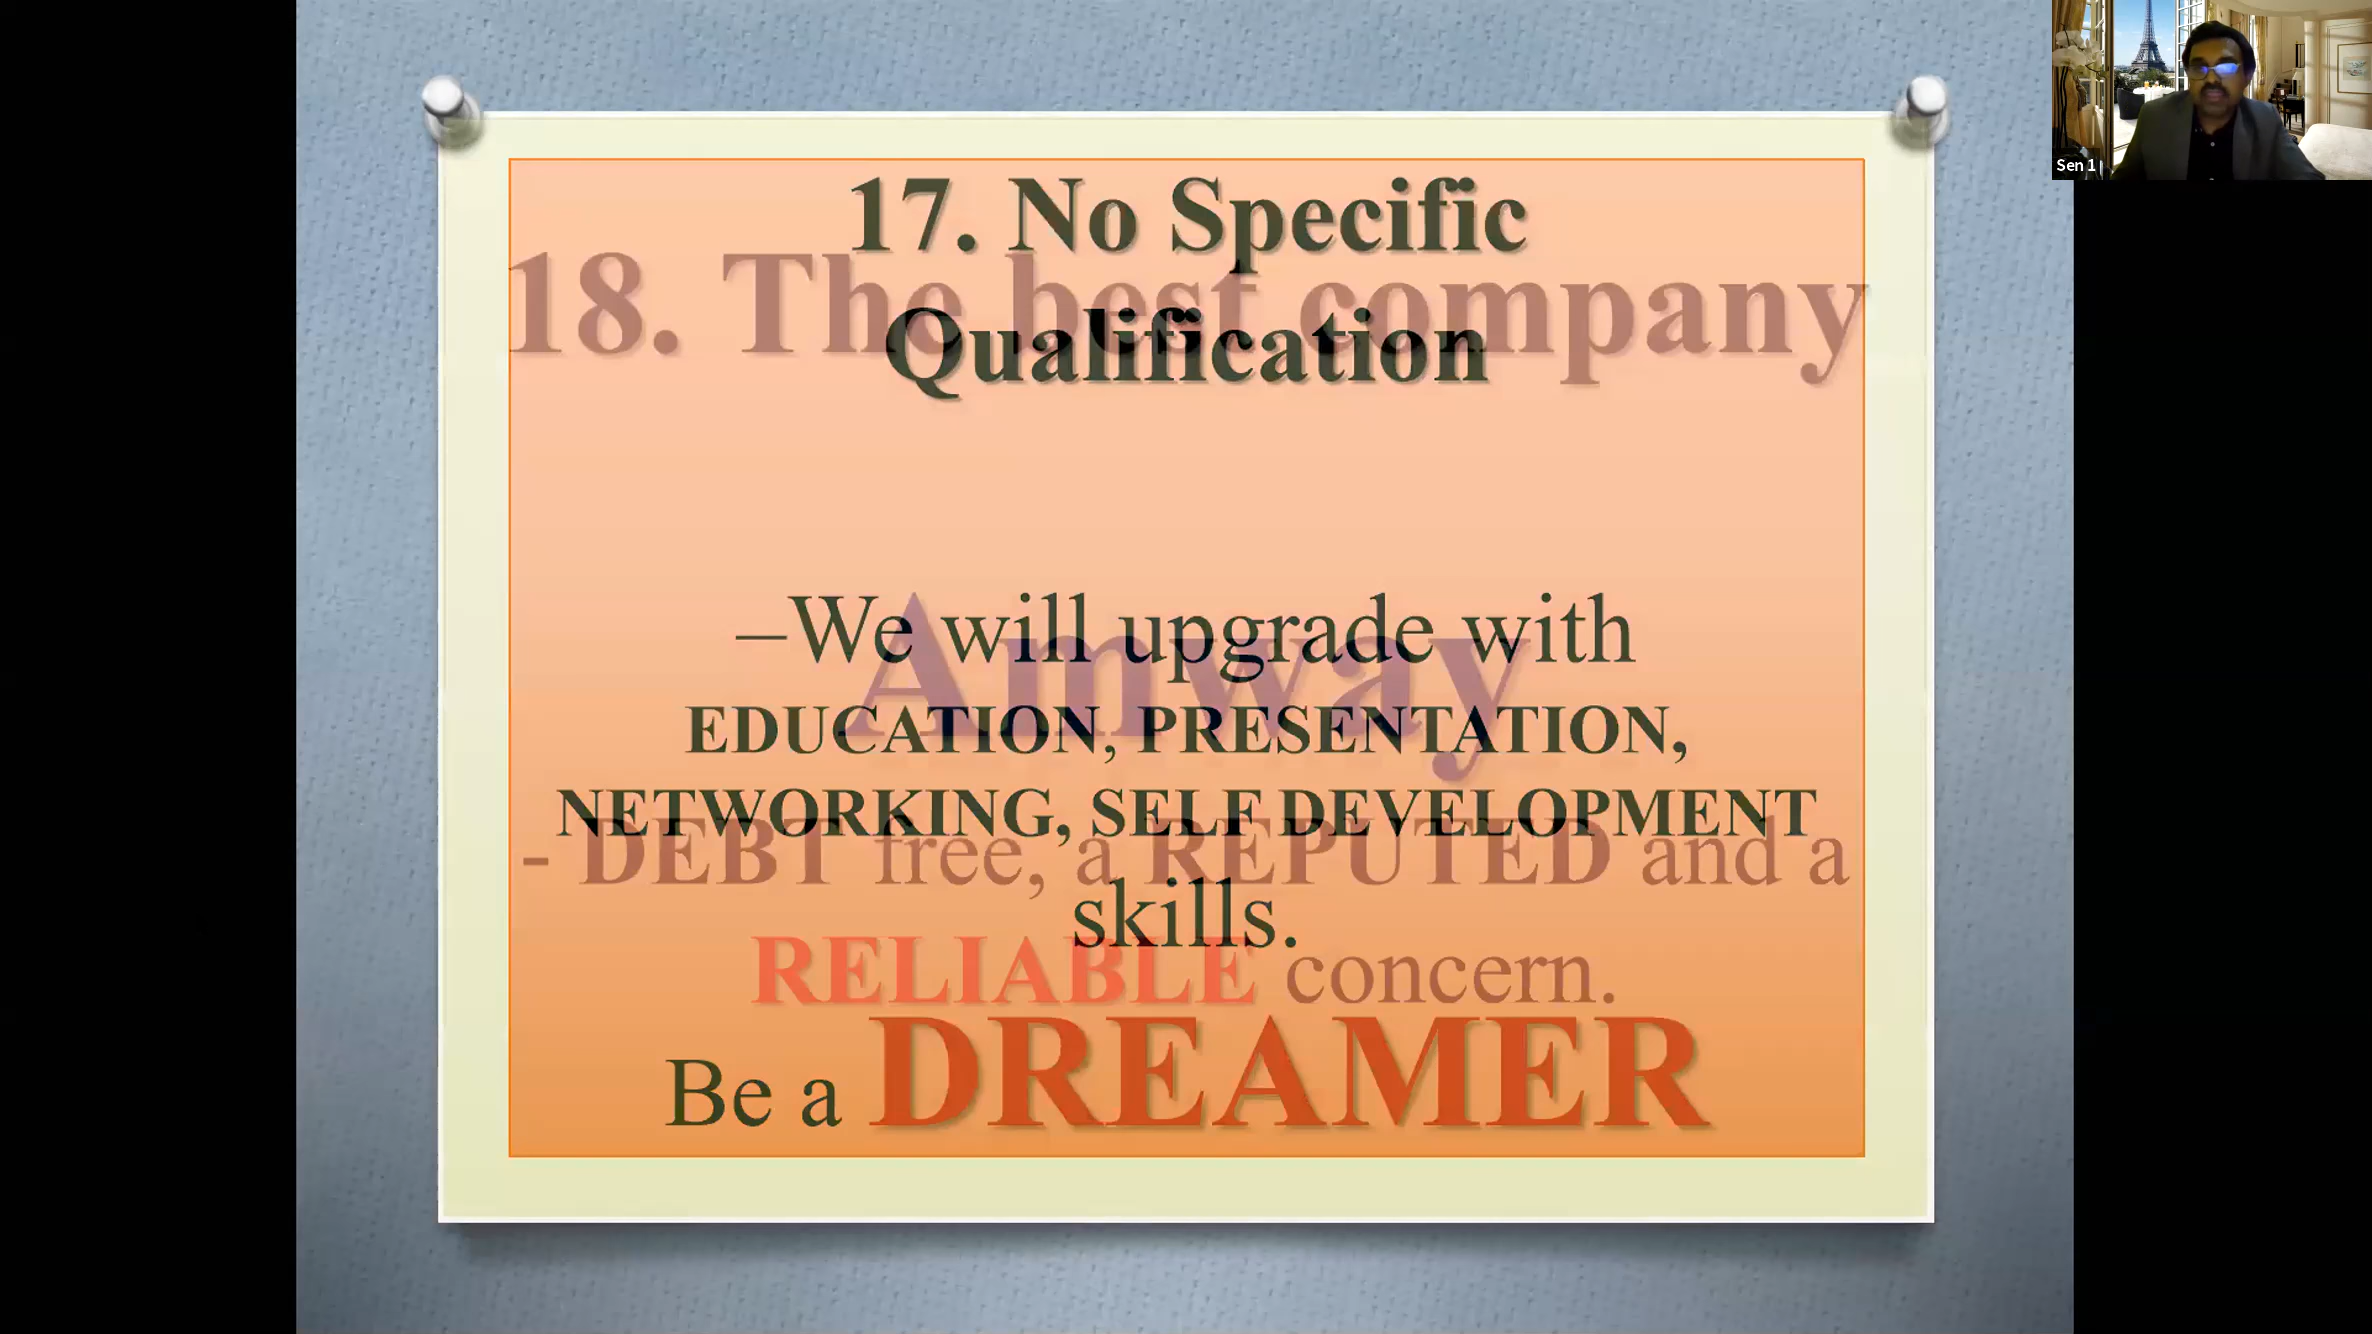 17. No Specific
Qualification
–We will upgrade with
EDUCATION, PRESENTATION,
NETWORKING, SELF DEVELOPMENT
skills.
Be a DREAMER
18. The best company
Amway
- DEBT free, a REPUTED and a
RELIABLE concern.
Sen 1